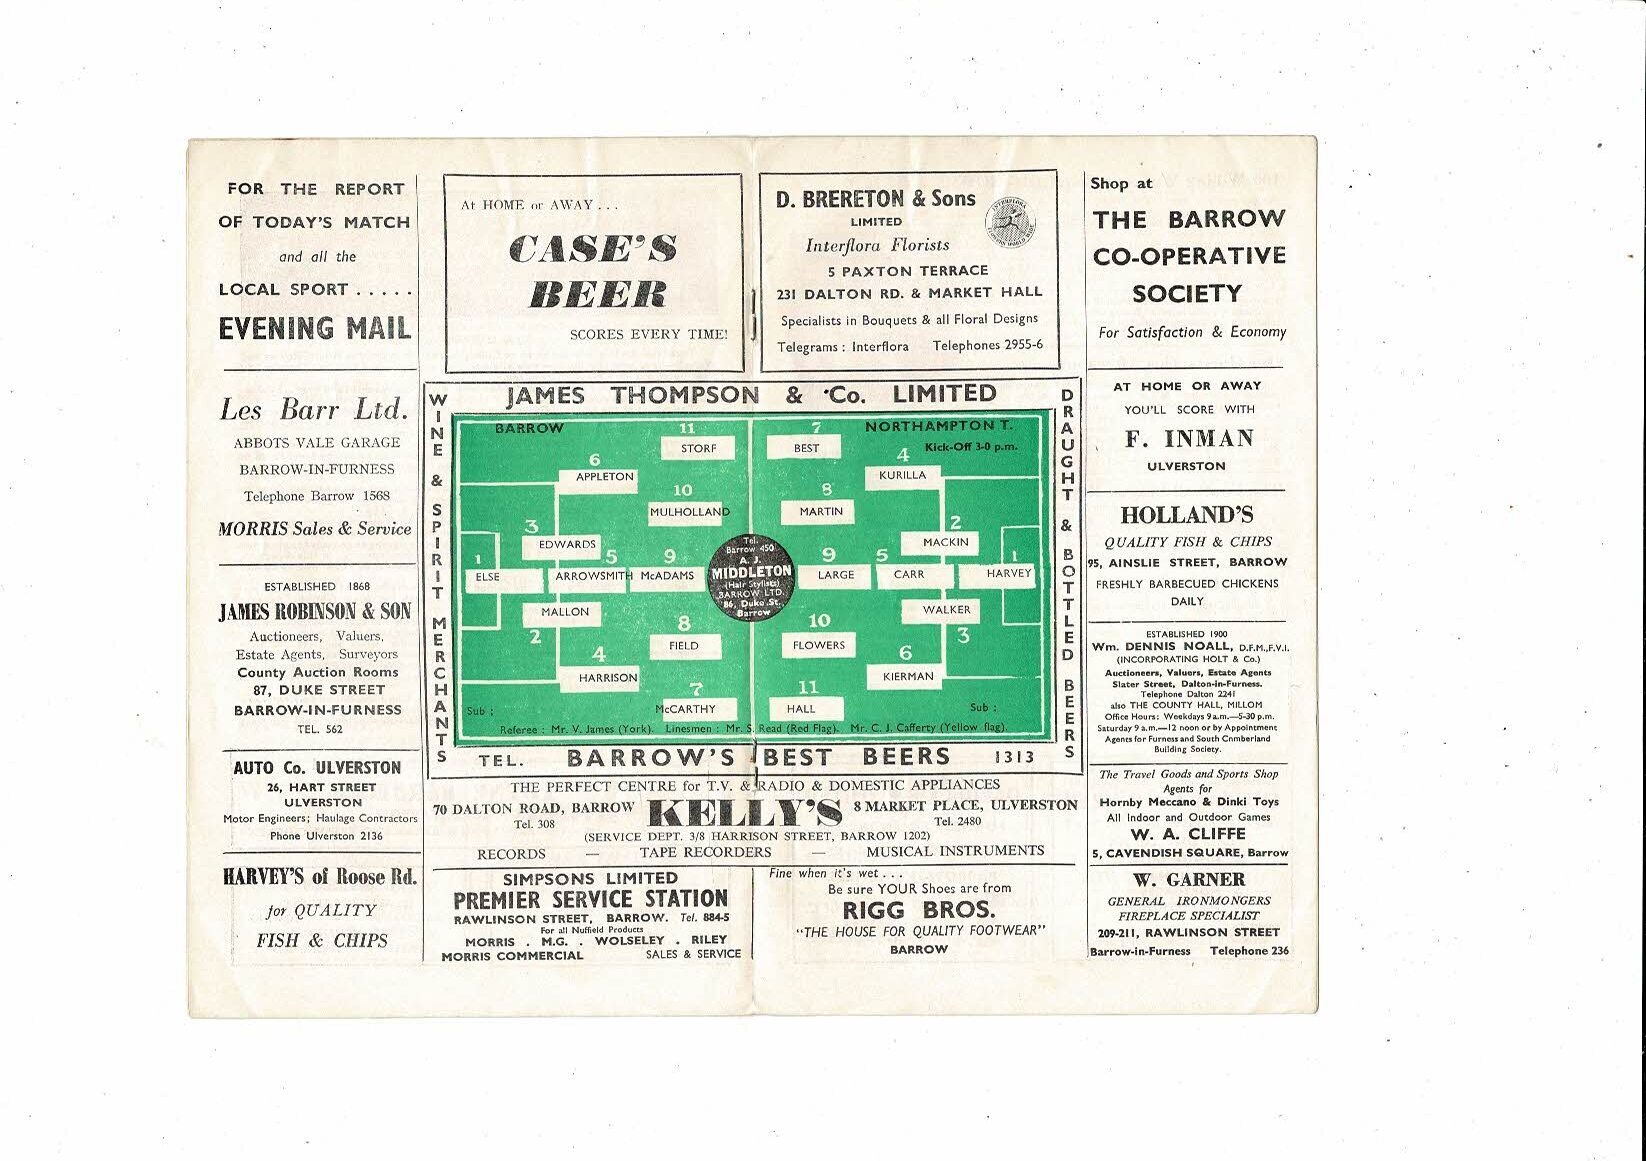 FOR THE REPORT
OF TODAY'S MATCH
and all the
LOCAL SPORT . . . . .
EVENING MAIL
Les Barr Ltd.
ABBOTS VALE GARAGE
BARROW-IN-FURNESS
Telephone Barrow 1568
MORRIS Sales & Service
ESTABLISHED 1868
JAMES ROBINSON & SON
Auctioneers, Valuers,
Estate Agents, Surveyors
County Auction Rooms
87, DUKE STREET
BARROW-IN-FURNESS
TEL. 562
AUTO Co. ULVERSTON
26, HART STREET
ULVERSTON
Motor Engineers; Haulage Contractors
Phone Ulverston 2136
HARVEY'S of Roose Rd.
for QUALITY
FISH & CHIPS
At HOME or AWAY . . .
CASE'S
BEER
SCORES EVERY TIME!
D. BRERETON & Sons
LIMITED
Interflora Florists
5 PAXTON TERRACE
231 DALTON RD. & MARKET HALL
Specialists in Bouquets & all Floral Designs
Telegrams : Interflora Telephones 2955-6
JAMES THOMPSON & Co. LIMITED
WINE & SPIRIT MERCHANTS
DRAUGHT & BOTTLED BEERS
BARROW
NORTHAMPTON T.
Kick-Off 3-0 p.m.
11
STORF
7
BEST
6
APPLETON
4
KURILLA
10
MULHOLLAND
8
MARTIN
3
EDWARDS
2
MACKIN
1
ELSE
5
ARROWSMITH
9
McADAMS
Tel.
Barrow 450
A. J.
MIDDLETON
(Hair Stylists)
BARROW LTD.
86, Duke St.
Barrow
9
LARGE
5
CARR
1
HARVEY
MALLON
2
WALKER
3
8
FIELD
10
FLOWERS
4
HARRISON
6
KIERMAN
7
McCARTHY
11
HALL
Sub :
Sub :
Referee : Mr. V. James (York). Linesmen : Mr. S. Read (Red Flag). Mr. C. J. Cafferty (Yellow flag).
TEL. BARROW'S BEST BEERS 1313
THE PERFECT CENTRE for T.V. & RADIO & DOMESTIC APPLIANCES
70 DALTON ROAD, BARROW KELLY'S 8 MARKET PLACE, ULVERSTON
Tel. 308 Tel. 2480
(SERVICE DEPT. 3/8 HARRISON STREET, BARROW 1202)
RECORDS — TAPE RECORDERS — MUSICAL INSTRUMENTS
SIMPSONS LIMITED
PREMIER SERVICE STATION
RAWLINSON STREET, BARROW. Tel. 884-5
For all Nuffield Products
MORRIS . M.G. . WOLSELEY . RILEY
MORRIS COMMERCIAL SALES & SERVICE
Fine when it's wet . . .
Be sure YOUR Shoes are from
RIGG BROS.
"THE HOUSE FOR QUALITY FOOTWEAR"
BARROW
Shop at
THE BARROW
CO-OPERATIVE
SOCIETY
For Satisfaction & Economy
AT HOME OR AWAY
YOU'LL SCORE WITH
F. INMAN
ULVERSTON
HOLLAND'S
QUALITY FISH & CHIPS
95, AINSLIE STREET, BARROW
FRESHLY BARBECUED CHICKENS
DAILY
ESTABLISHED 1900
Wm. DENNIS NOALL, D.F.M.,F.V.I.
(INCORPORATING HOLT & Co.)
Auctioneers, Valuers, Estate Agents
Slater Street, Dalton-in-Furness.
Telephone Dalton 2241
also THE COUNTY HALL, MILLOM
Office Hours: Weekdays 9 a.m.—5-30 p.m.
Saturday 9 a.m.—12 noon or by Appointment
Agents for Furness and South Cnmberland
Building Society.
The Travel Goods and Sports Shop
Agents for
Hornby Meccano & Dinki Toys
All Indoor and Outdoor Games
W. A. CLIFFE
5, CAVENDISH SQUARE, Barrow
W. GARNER
GENERAL IRONMONGERS
FIREPLACE SPECIALIST
209-211, RAWLINSON STREET
Barrow-in-Furness Telephone 236